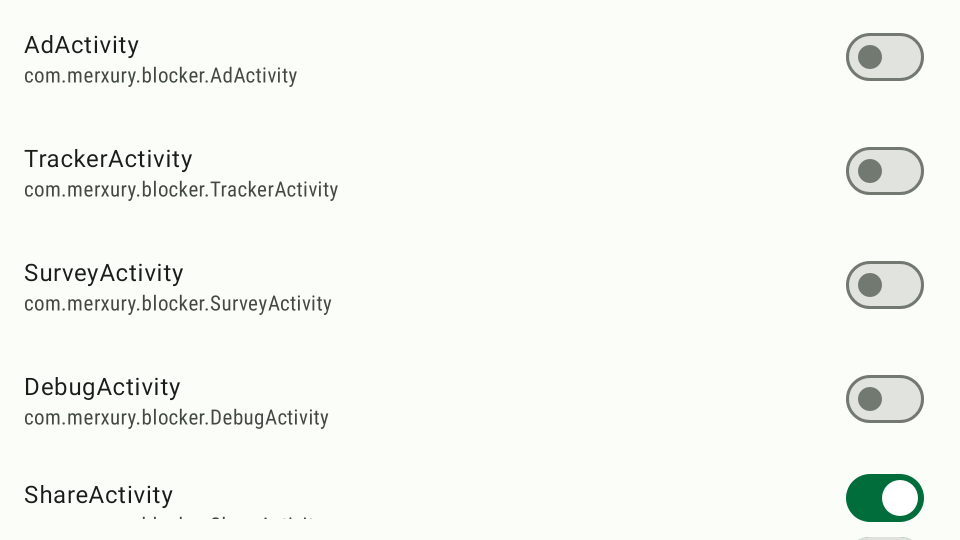 AdActivity
com.merxury.blocker.AdActivity
TrackerActivity
com.merxury.blocker.TrackerActivity
SurveyActivity
com.merxury.blocker.SurveyActivity
DebugActivity
com.merxury.blocker.DebugActivity
ShareActivity